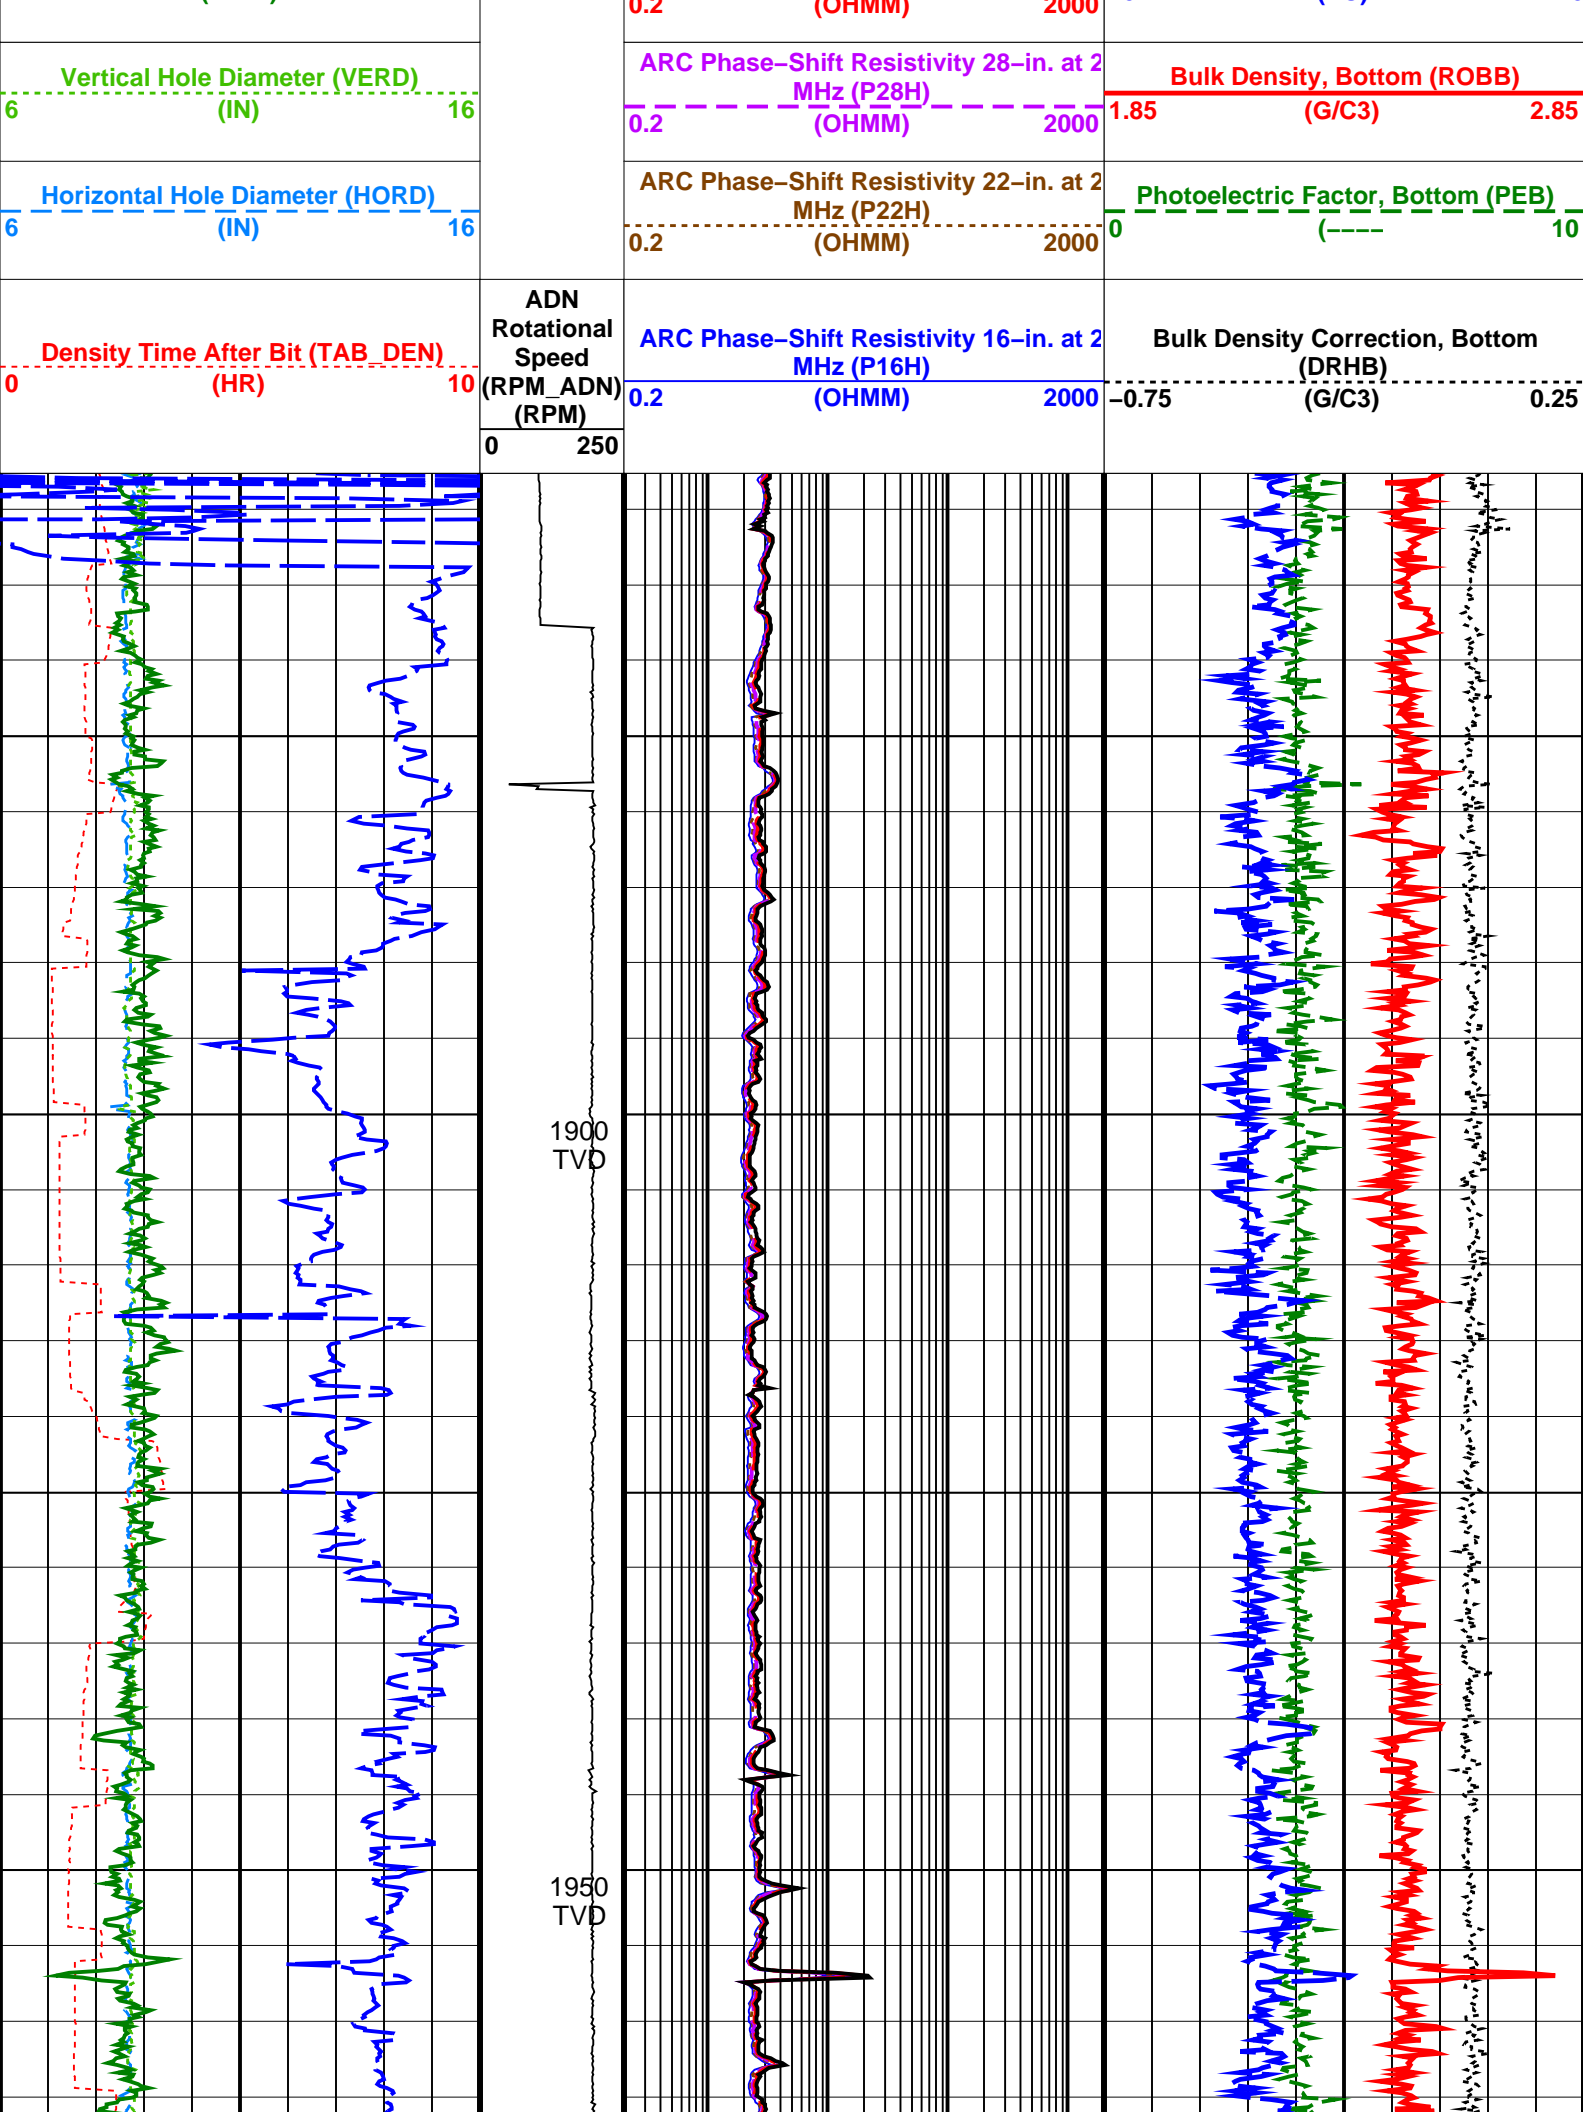 0.2 (OHMM) 2000
Vertical Hole Diameter (VERD)
6 (IN) 16
Horizontal Hole Diameter (HORD)
6 (IN) 16
Density Time After Bit (TAB_DEN)
0 (HR) 10
ADN
Rotational
Speed
(RPM_ADN)
(RPM)
0 250
ARC Phase–Shift Resistivity 28–in. at 2
MHz (P28H)
0.2 (OHMM) 2000
ARC Phase–Shift Resistivity 22–in. at 2
MHz (P22H)
0.2 (OHMM) 2000
ARC Phase–Shift Resistivity 16–in. at 2
MHz (P16H)
0.2 (OHMM) 2000
Bulk Density, Bottom (ROBB)
1.85 (G/C3) 2.85
Photoelectric Factor, Bottom (PEB)
0 (–––– 10
Bulk Density Correction, Bottom
(DRHB)
–0.75 (G/C3) 0.25
1900
TVD
1950
TVD